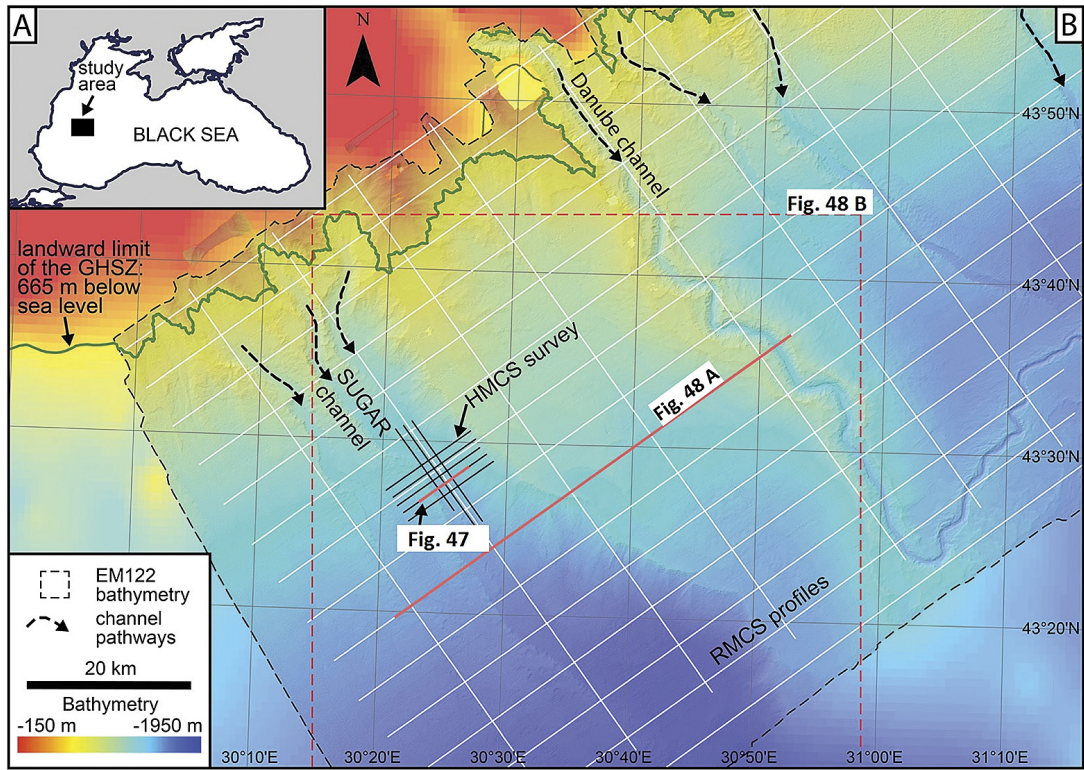 A
study
area
BLACK SEA
N
B
Danube channel
43°50'N
Fig. 48 B
landward limit
of the GHSZ:
665 m below
sea level
43°40'N
HMCS survey
Fig. 48 A
SUGAR
channel
43°30'N
Fig. 47
RMCS profiles
43°20'N
EM122
bathymetry
channel
pathways
20 km
Bathymetry
-150 m -1950 m
30°10'E 30°20'E 30°30'E 30°40'E 30°50'E 31°00'E 31°10'E